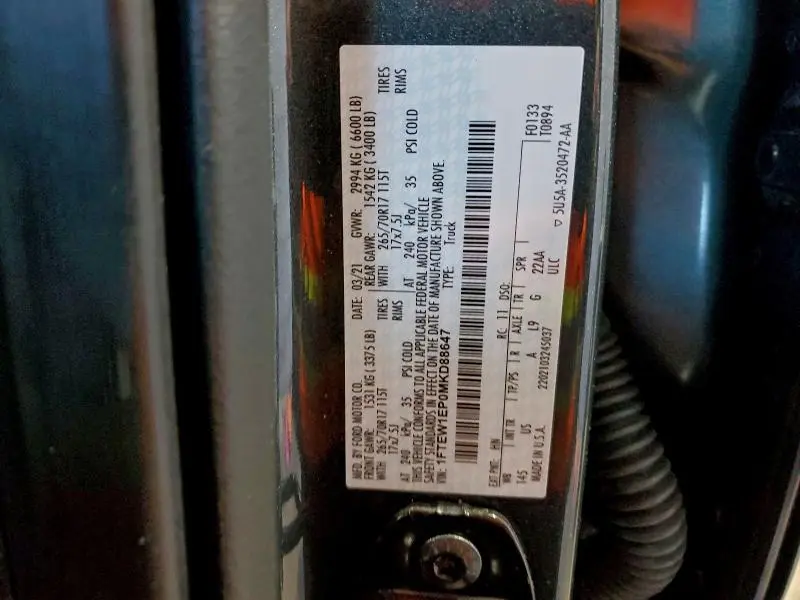 MFD. BY FORD MOTOR CO. DATE: 03/21 GVWR: 2994 KG ( 6600 LB)
FRONT GAWR: 1531 KG ( 3375 LB) REAR GAWR: 1542 KG ( 3400 LB)
WITH 265/70R17 115T TIRES WITH 265/70R17 115T TIRES
17x7.5J RIMS 17x7.5J RIMS
AT 240 kPa/ 35 PSI COLD AT 240 kPa/ 35 PSI COLD
THIS VEHICLE CONFORMS TO ALL APPLICABLE FEDERAL MOTOR VEHICLE
SAFETY STANDARDS IN EFFECT ON THE DATE OF MANUFACTURE SHOWN ABOVE.
VIN: 1FTEW1EP0MKD88647 TYPE: Truck
EXT PNT: HN RC: 11 DSO: F0133
T0894
WB INT TR TP/PS R AXLE TR SPR
145 US A L9 G 22AA
MADE IN U.S.A. 2202103245037 ULC
5U5A-3520472-AA